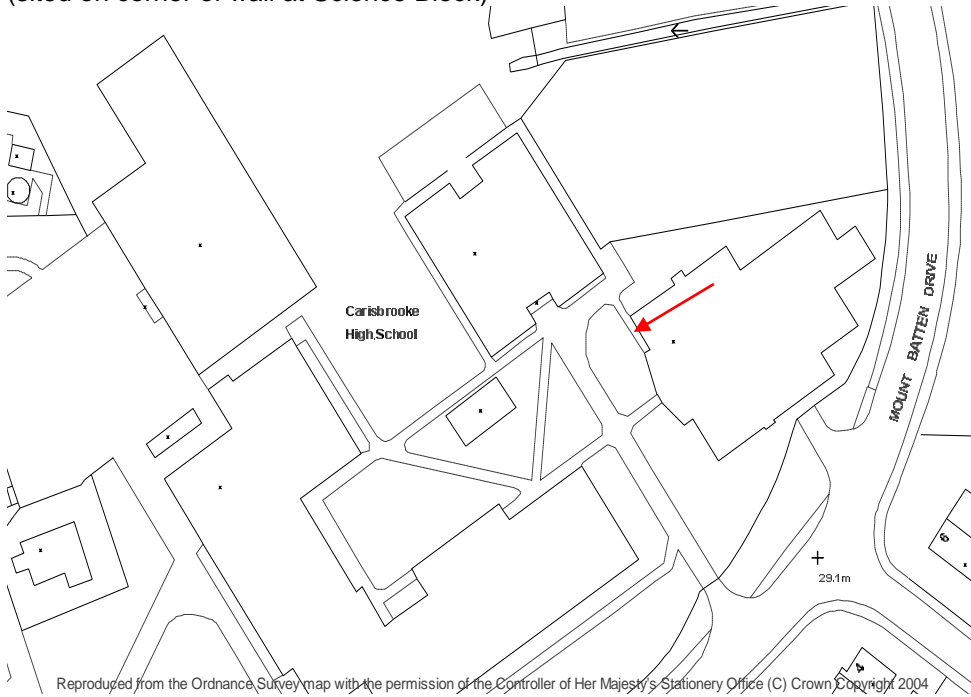 (sited on corner of wall at Science Block)
Carisbrooke
High School
MOUNT BATTEN DRIVE
6
29.1m
4
Reproduced from the Ordnance Survey map with the permission of the Controller of Her Majesty's Stationery Office (C) Crown Copyright 2004